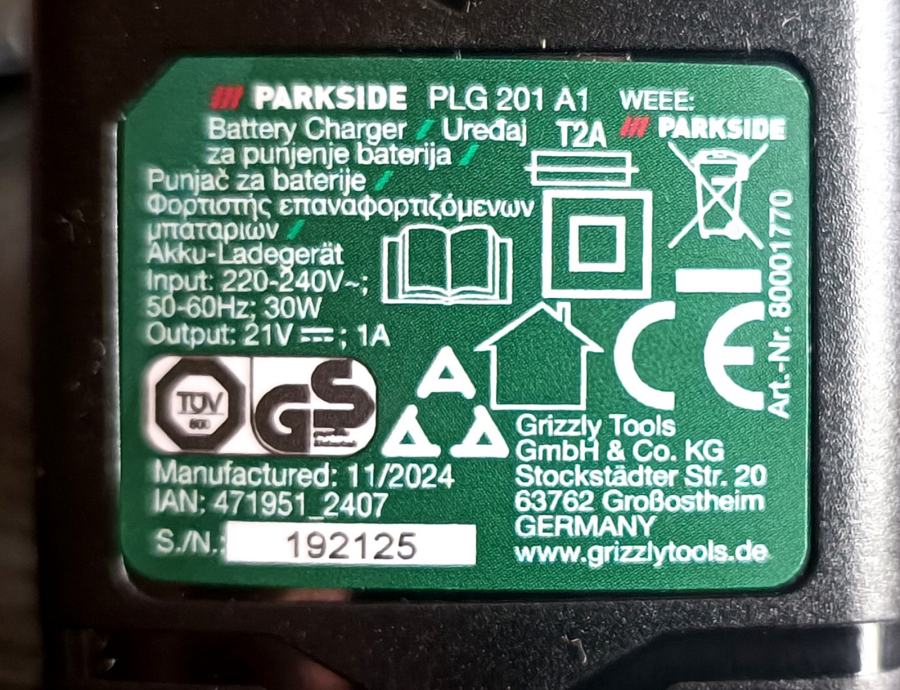 PARKSIDE PLG 201 A1 WEEE:
Battery Charger / Uređaj T2A PARKSIDE
za punjenje baterija /
Punjač za baterije /
Φορτιστής επαναφορτιζόμενων
μπαταριών /
Akku-Ladegerät
Input: 220-240V~;
50-60Hz; 30W
Output: 21V ⎓; 1A
CE
Art.-Nr. 80001770
TÜV
GS
Manufactured: 11/2024
IAN: 471951_2407
S./N.: 192125
Grizzly Tools
GmbH & Co. KG
Stockstädter Str. 20
63762 Großostheim
GERMANY
www.grizzlytools.de